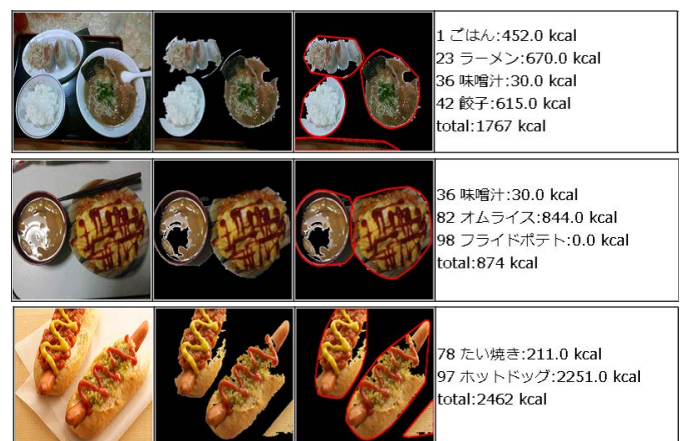 1 ごはん:452.0 kcal
23 ラーメン:670.0 kcal
36 味噌汁:30.0 kcal
42 餃子:615.0 kcal
total:1767 kcal
36 味噌汁:30.0 kcal
82 オムライス:844.0 kcal
98 フライドポテト:0.0 kcal
total:874 kcal
78 たい焼き:211.0 kcal
97 ホットドッグ:2251.0 kcal
total:2462 kcal